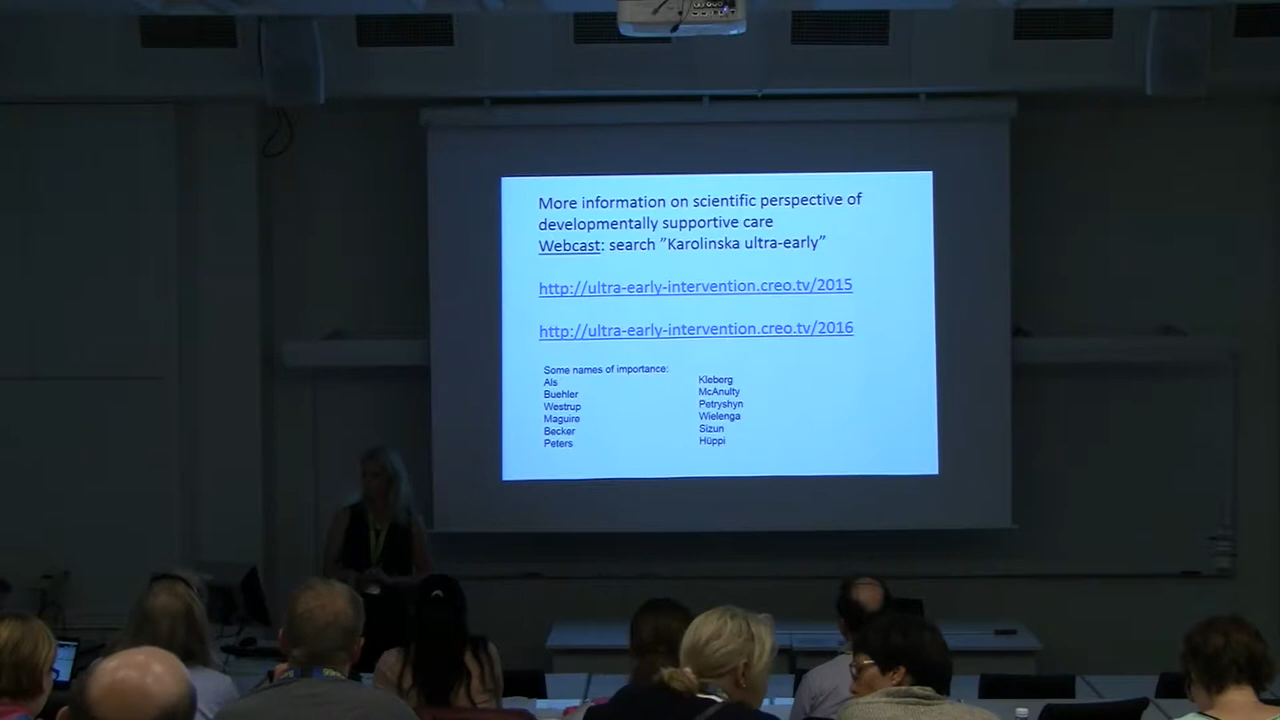 More information on scientific perspective of
developmentally supportive care
Webcast: search ”Karolinska ultra-early”
http://ultra-early-intervention.creo.tv/2015
http://ultra-early-intervention.creo.tv/2016
Some names of importance:
Als
Buehler
Westrup
Maguire
Becker
Peters
Kleberg
McAnulty
Petryshyn
Wielenga
Sizun
Hüppi